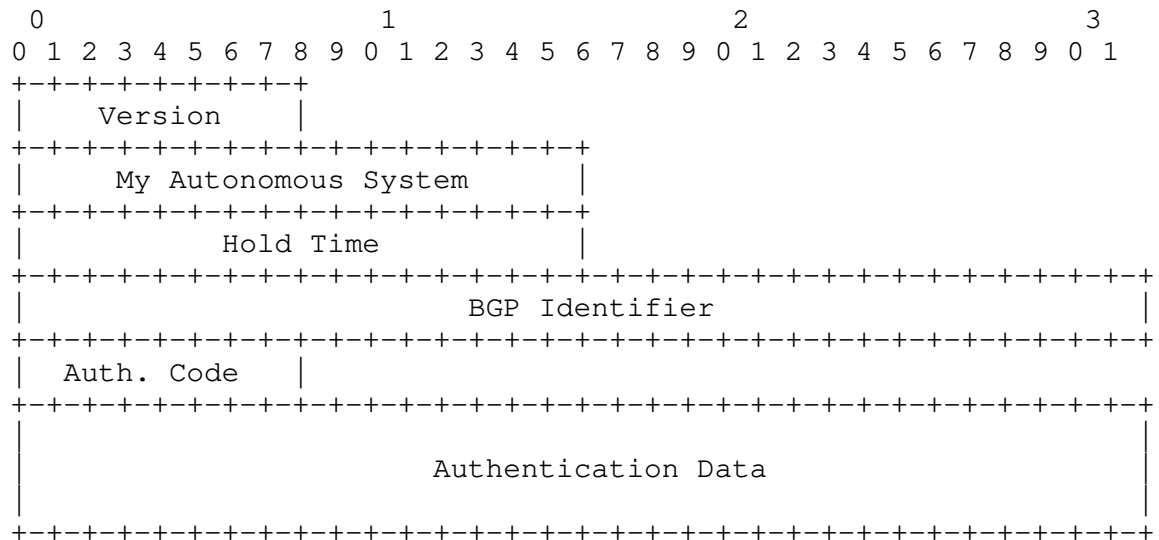 0 1 2 3
0 1 2 3 4 5 6 7 8 9 0 1 2 3 4 5 6 7 8 9 0 1 2 3 4 5 6 7 8 9 0 1
+-+-+-+-+-+-+-+-+
| Version |
+-+-+-+-+-+-+-+-+-+-+-+-+-+-+-+-+
| My Autonomous System |
+-+-+-+-+-+-+-+-+-+-+-+-+-+-+-+-+
| Hold Time |
+-+-+-+-+-+-+-+-+-+-+-+-+-+-+-+-+-+-+-+-+-+-+-+-+-+-+-+-+-+-+-+-+
| BGP Identifier |
+-+-+-+-+-+-+-+-+-+-+-+-+-+-+-+-+-+-+-+-+-+-+-+-+-+-+-+-+-+-+-+-+
| Auth. Code |
+-+-+-+-+-+-+-+-+-+-+-+-+-+-+-+-+-+-+-+-+-+-+-+-+-+-+-+-+-+-+-+-+
| |
| Authentication Data |
| |
+-+-+-+-+-+-+-+-+-+-+-+-+-+-+-+-+-+-+-+-+-+-+-+-+-+-+-+-+-+-+-+-+